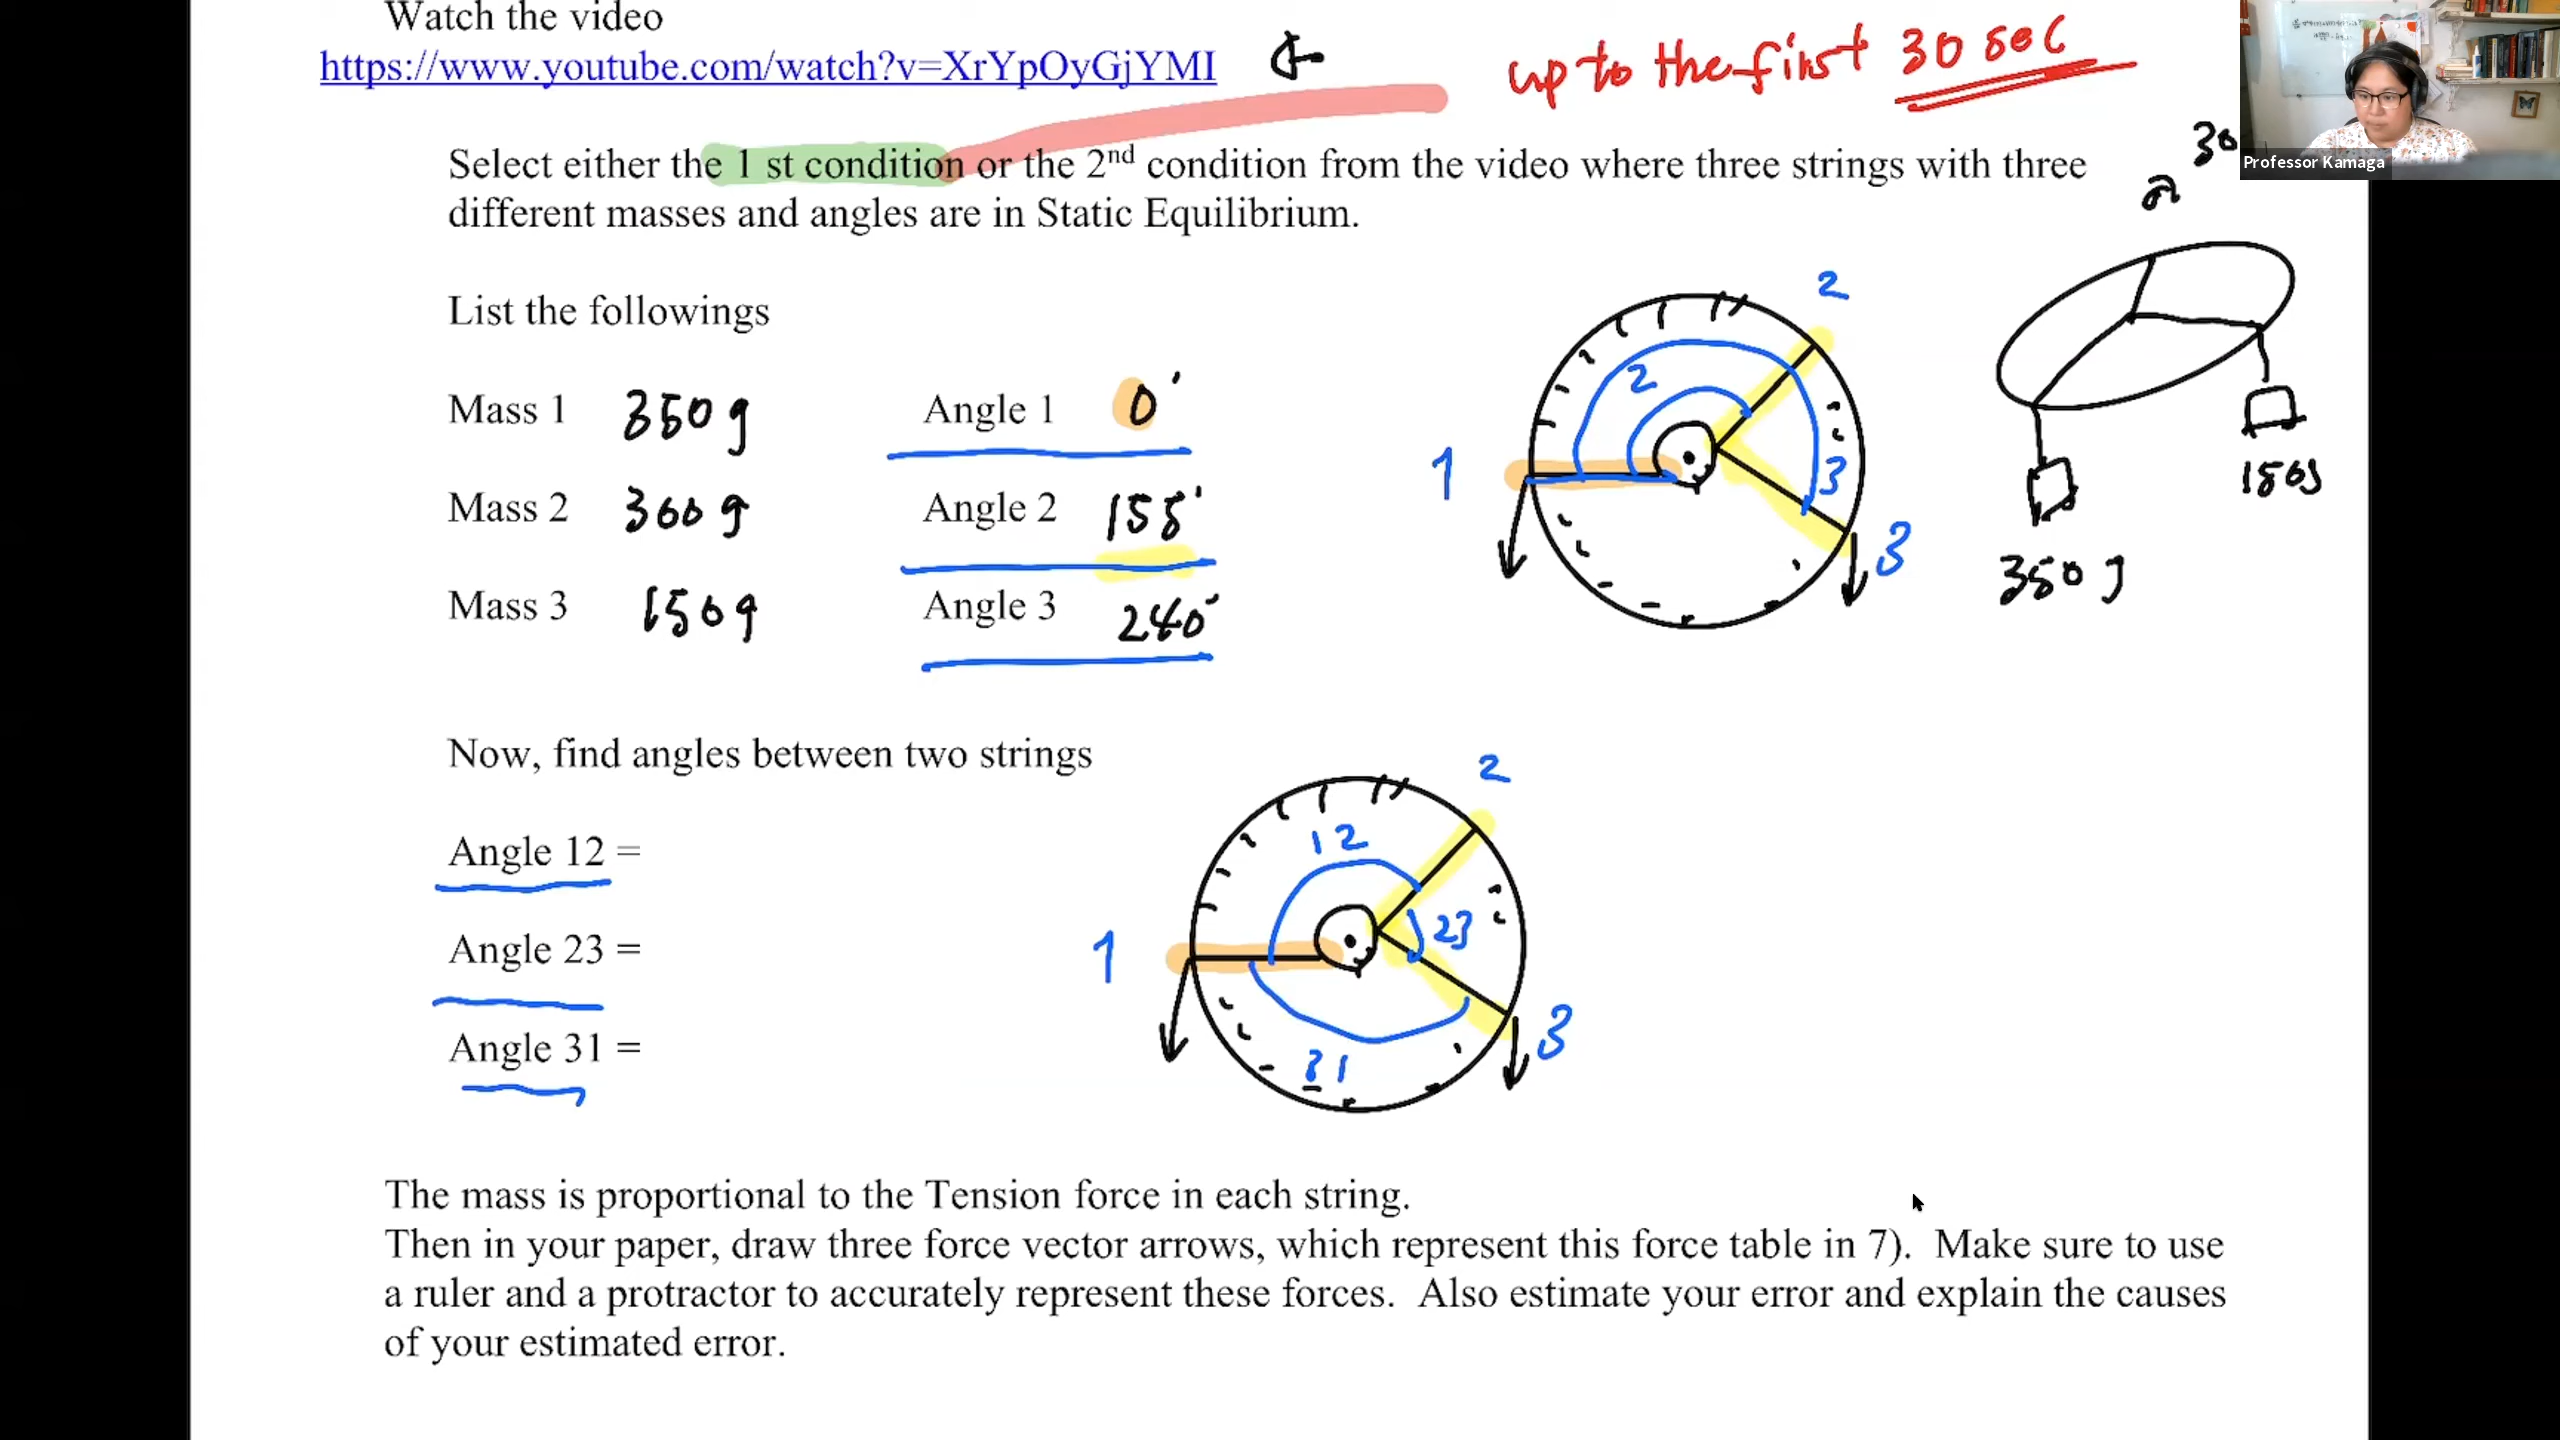 Watch the video
https://www.youtube.com/watch?v=XrYpOyGjYMI
up to the first 30 sec
Professor Kamaga
Select either the 1 st condition or the 2nd condition from the video where three strings with three
different masses and angles are in Static Equilibrium.
30
List the followings
Mass 1 350 g Angle 1 0°
Mass 2 300 g Angle 2 155°
Mass 3 150 g Angle 3 240°
1 2 3
2 3
350 g
150 g
Now, find angles between two strings
Angle 12 =
Angle 23 =
Angle 31 =
1 2 3
12 23 31
The mass is proportional to the Tension force in each string.
Then in your paper, draw three force vector arrows, which represent this force table in 7). Make sure to use
a ruler and a protractor to accurately represent these forces. Also estimate your error and explain the causes
of your estimated error.